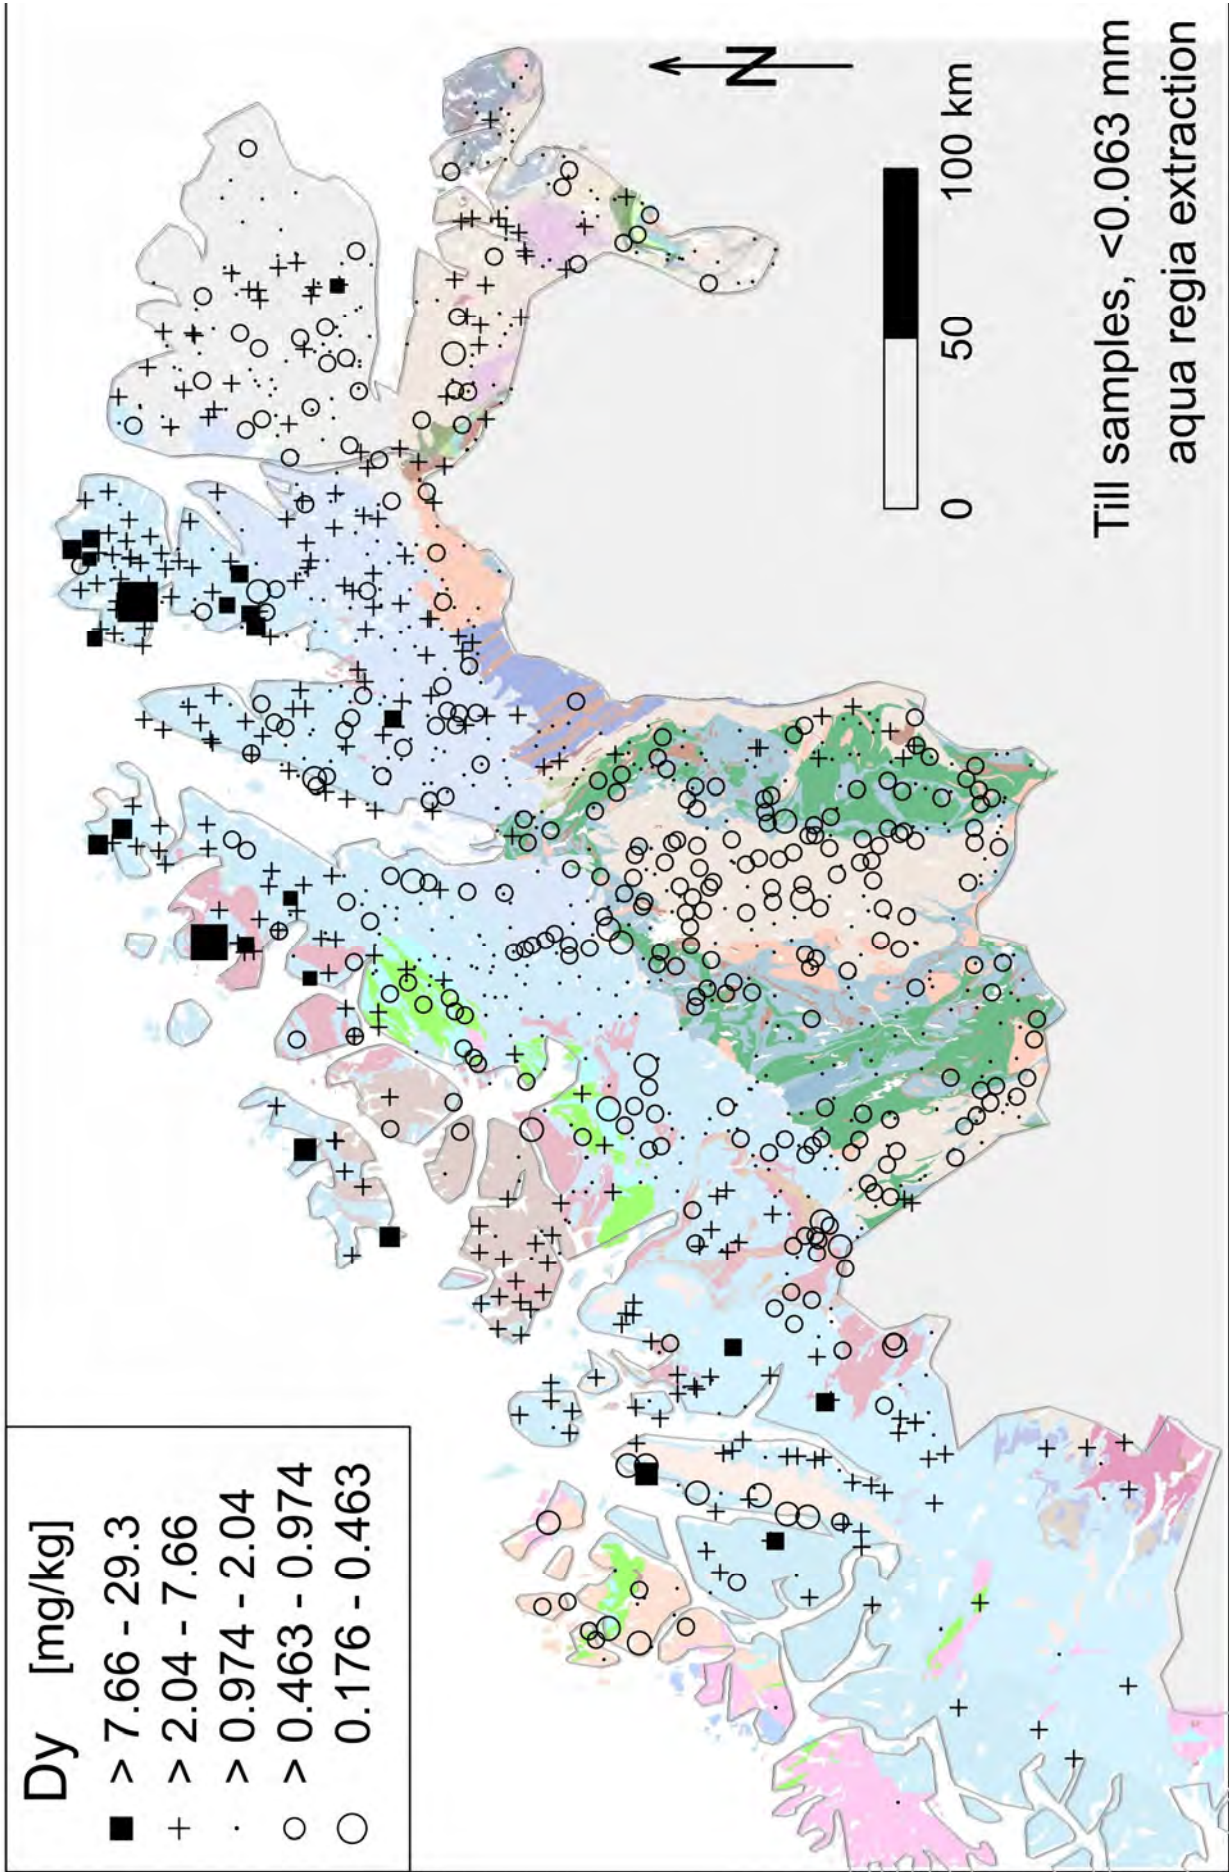 Dy [mg/kg]
> 7.66 - 29.3
> 2.04 - 7.66
> 0.974 - 2.04
> 0.463 - 0.974
0.176 - 0.463
N
0 50 100 km
Till samples, <0.063 mm
aqua regia extraction